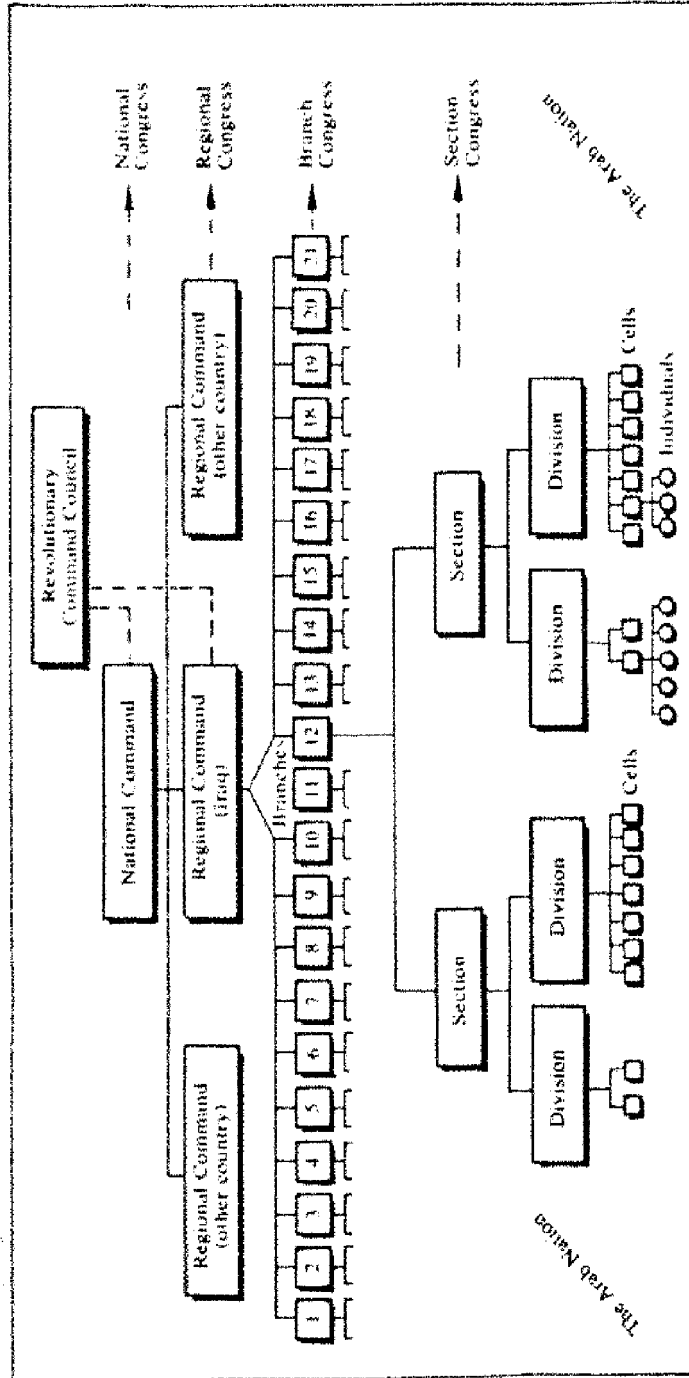 Revolutionary
Command Council
National Command
National
Congress
Regional Command
(other country)
Regional Command
(Iraq)
Regional Command
(other country)
Regional
Congress
Branches
1 2 3 4 5 6 7 8 9 10 11 12 13 14 15 16 17 18 19 20 21
Branch
Congress
Section
Section
Section
Congress
Division
Division
Division
Division
Cells
Cells
Individuals
The Arab Nation
The Arab Nation